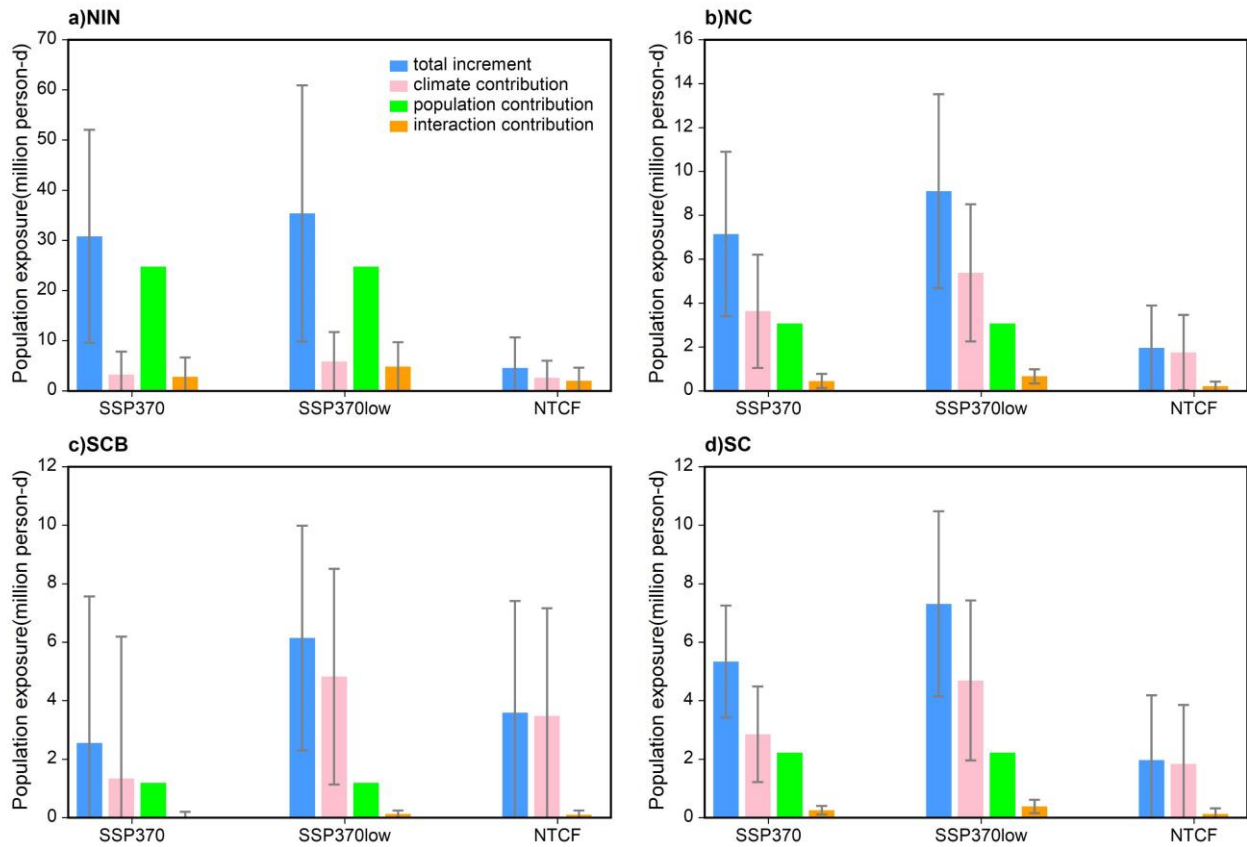 a)NIN
Population exposure(million person-d)
70
60
50
40
30
20
10
0
total increment
climate contribution
population contribution
interaction contribution
SSP370
SSP370low
NTCF
b)NC
Population exposure(million person-d)
16
14
12
10
8
6
4
2
0
SSP370
SSP370low
NTCF
c)SCB
Population exposure(million person-d)
12
10
8
6
4
2
0
SSP370
SSP370low
NTCF
d)SC
Population exposure(million person-d)
12
10
8
6
4
2
0
SSP370
SSP370low
NTCF